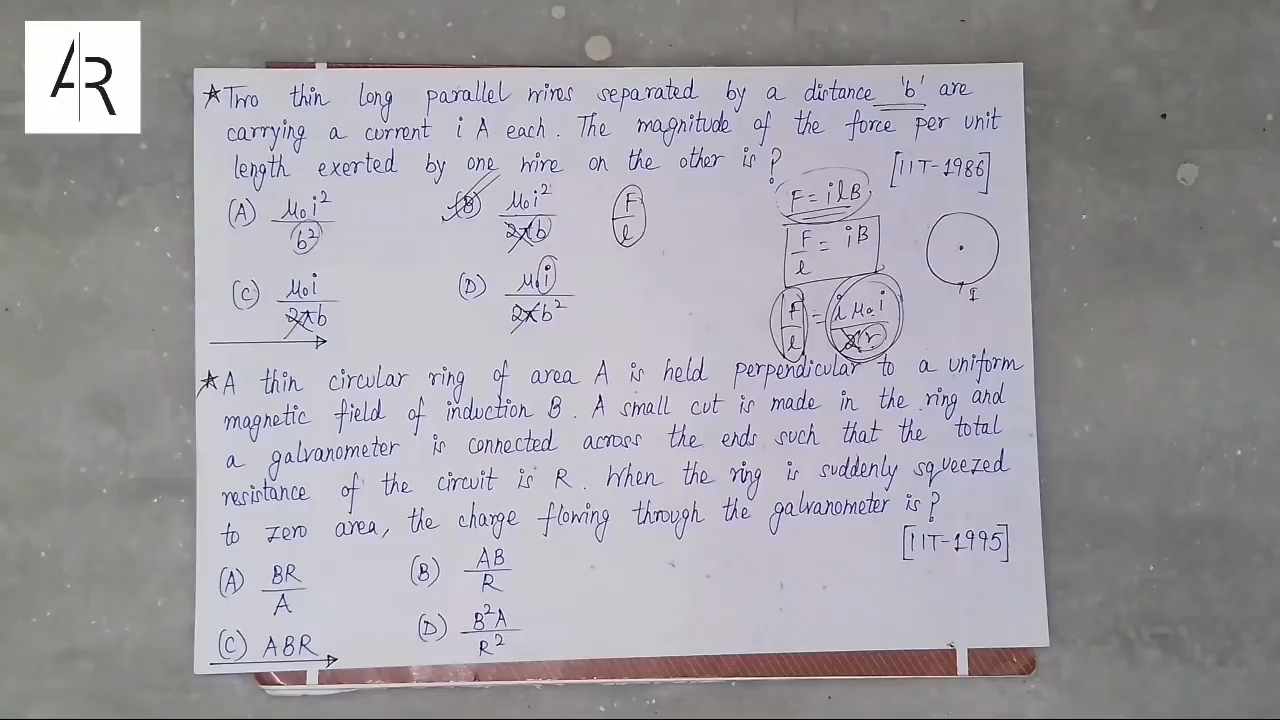 AR
★ Two thin long parallel wires separated by a distance 'b' are
carrying a current i A each. The magnitude of the force per unit
length exerted by one wire on the other is?
[IIT-1986]
(A) μ₀i²/b² (B) μ₀i²/2πb F/l F = ilB
F/l = iB
(C) μ₀i/2πb (D) μ₀i/2πb² I
F/l = i μ₀ i/2r
★ A thin circular ring of area A is held perpendicular to a uniform
magnetic field of induction B. A small cut is made in the ring and
a galvanometer is connected across the ends such that the total
resistance of the circuit is R. When the ring is suddenly squeezed
to zero area, the charge flowing through the galvanometer is?
[IIT-1995]
(A) BR/A (B) AB/R
(C) ABR (D) B²A/R²